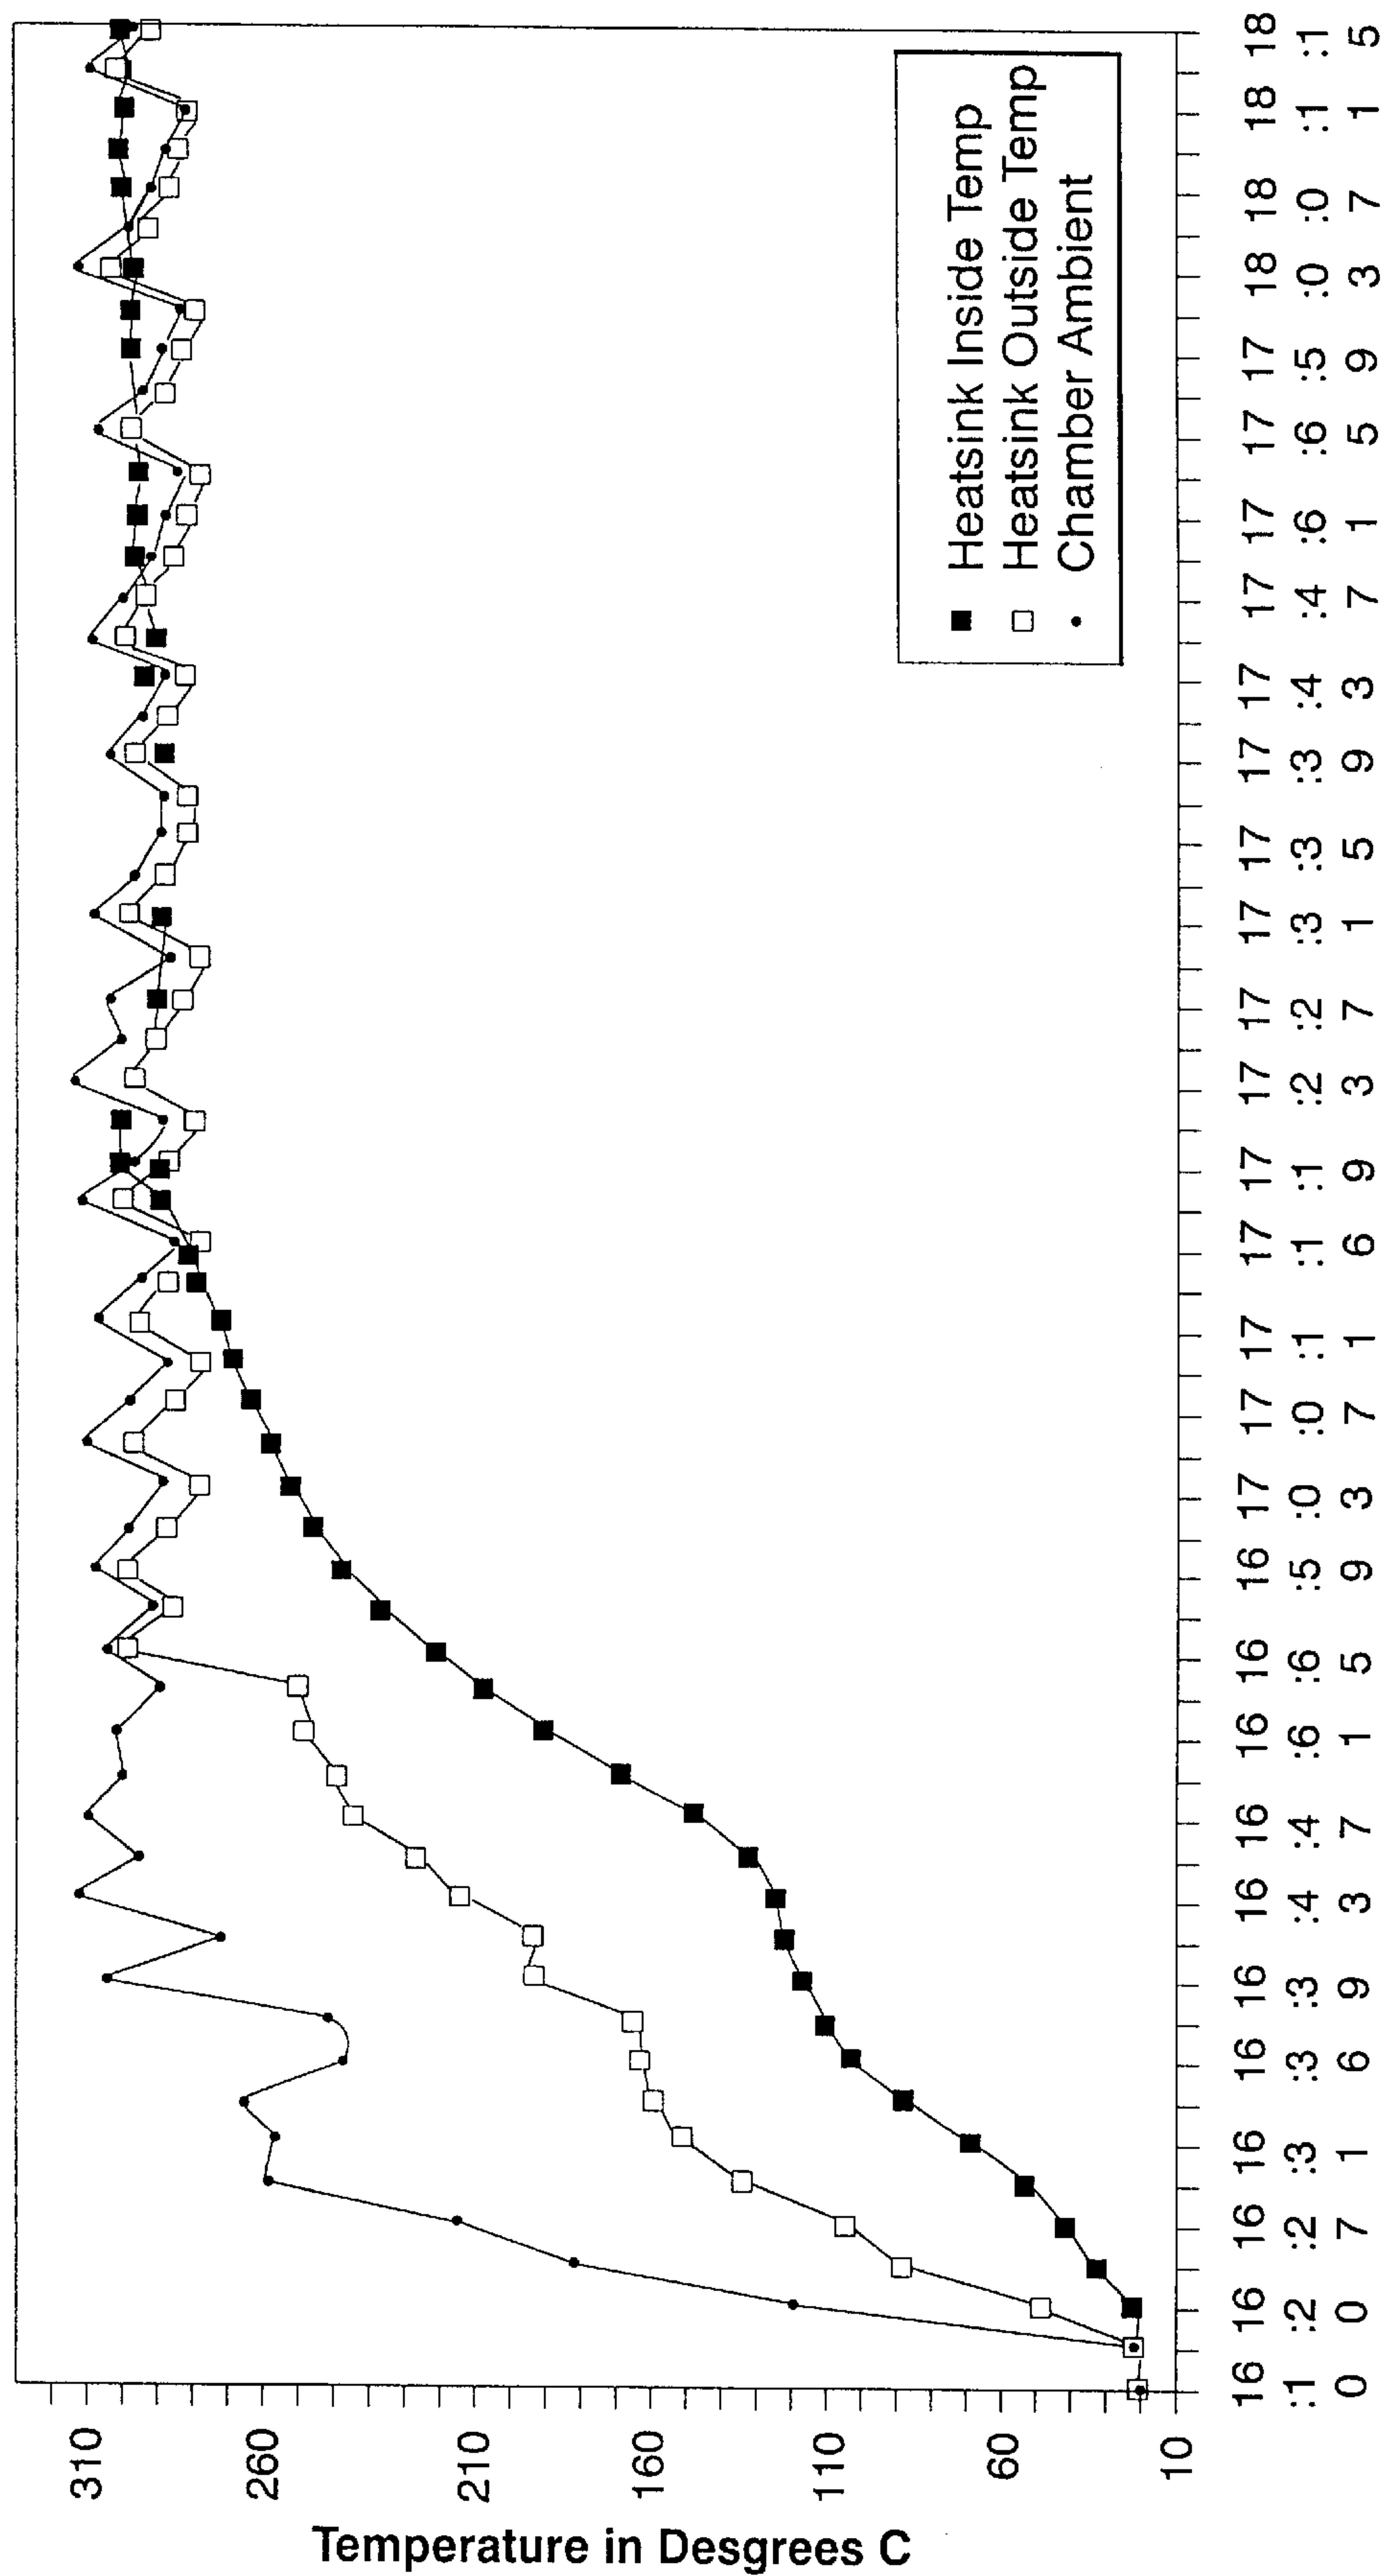 Temperature in Desgrees C
310
260
210
160
110
60
10
Heatsink Inside Temp
Heatsink Outside Temp
Chamber Ambient
16 16 16 16 16 16 16 16 16 16 16 17 17 17 17 17 17 17 17 17 17 17 17 17 17 17 18 18 18 18
:1 :2 :2 :3 :3 :3 :4 :4 :6 :6 :5 :0 :0 :1 :1 :1 :2 :2 :3 :3 :3 :4 :4 :6 :6 :5 :0 :0 :1 :1
0 0 7 1 6 9 3 7 1 5 9 3 7 1 6 9 3 7 1 5 9 3 7 1 5 9 3 7 1 5